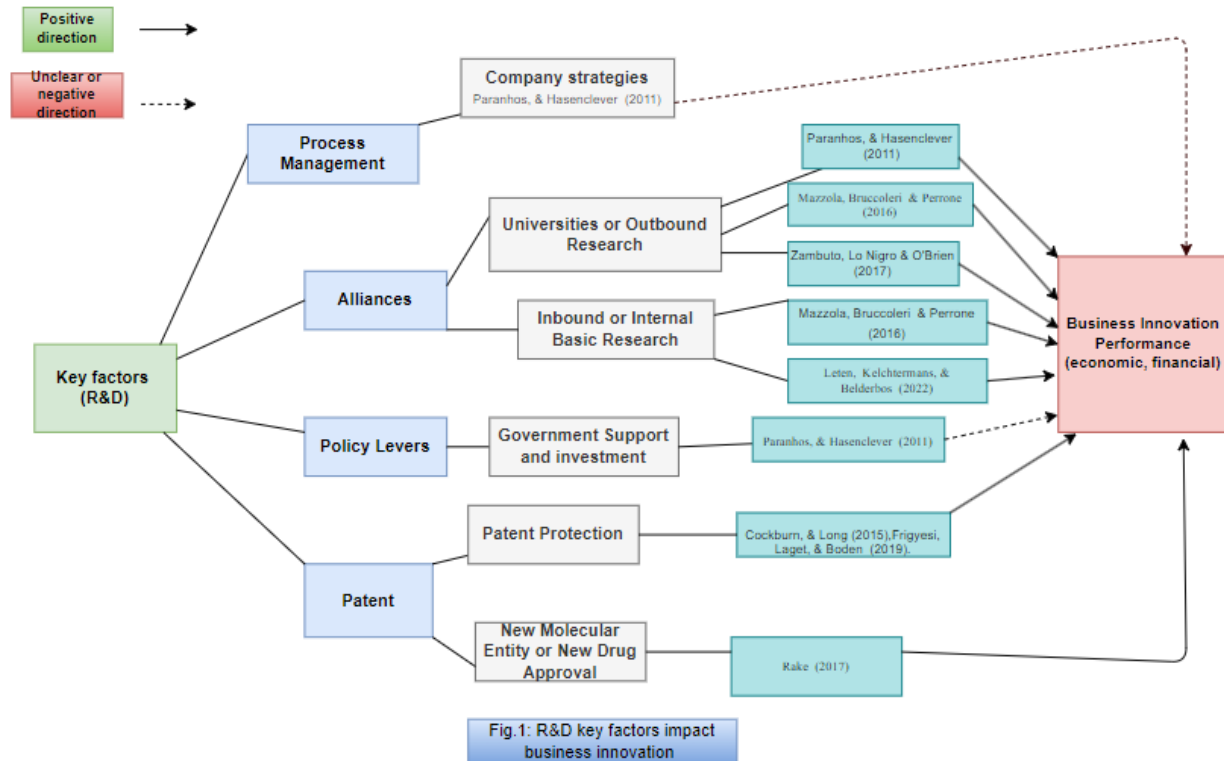 Positive
direction
Unclear or
negative
direction
Company strategies
Paranhos, & Hasenclever (2011)
Process
Management
Paranhos, & Hasenclever
(2011)
Universities or Outbound
Research
Mazzola, Bruccoleri & Perrone
(2016)
Zambuto, Lo Nigro & O'Brien
(2017)
Alliances
Inbound or Internal
Basic Research
Mazzola, Bruccoleri & Perrone
(2016)
Business Innovation
Performance
(economic, financial)
Key factors
(R&D)
Leten, Kelchtermans, &
Belderbos (2022)
Policy Levers
Government Support
and investment
Paranhos, & Hasenclever (2011)
Patent Protection
Cockburn, & Long (2015),Frigyesi,
Laget, & Boden (2019).
Patent
New Molecular
Entity or New Drug
Approval
Rake (2017)
Fig.1: R&D key factors impact
business innovation